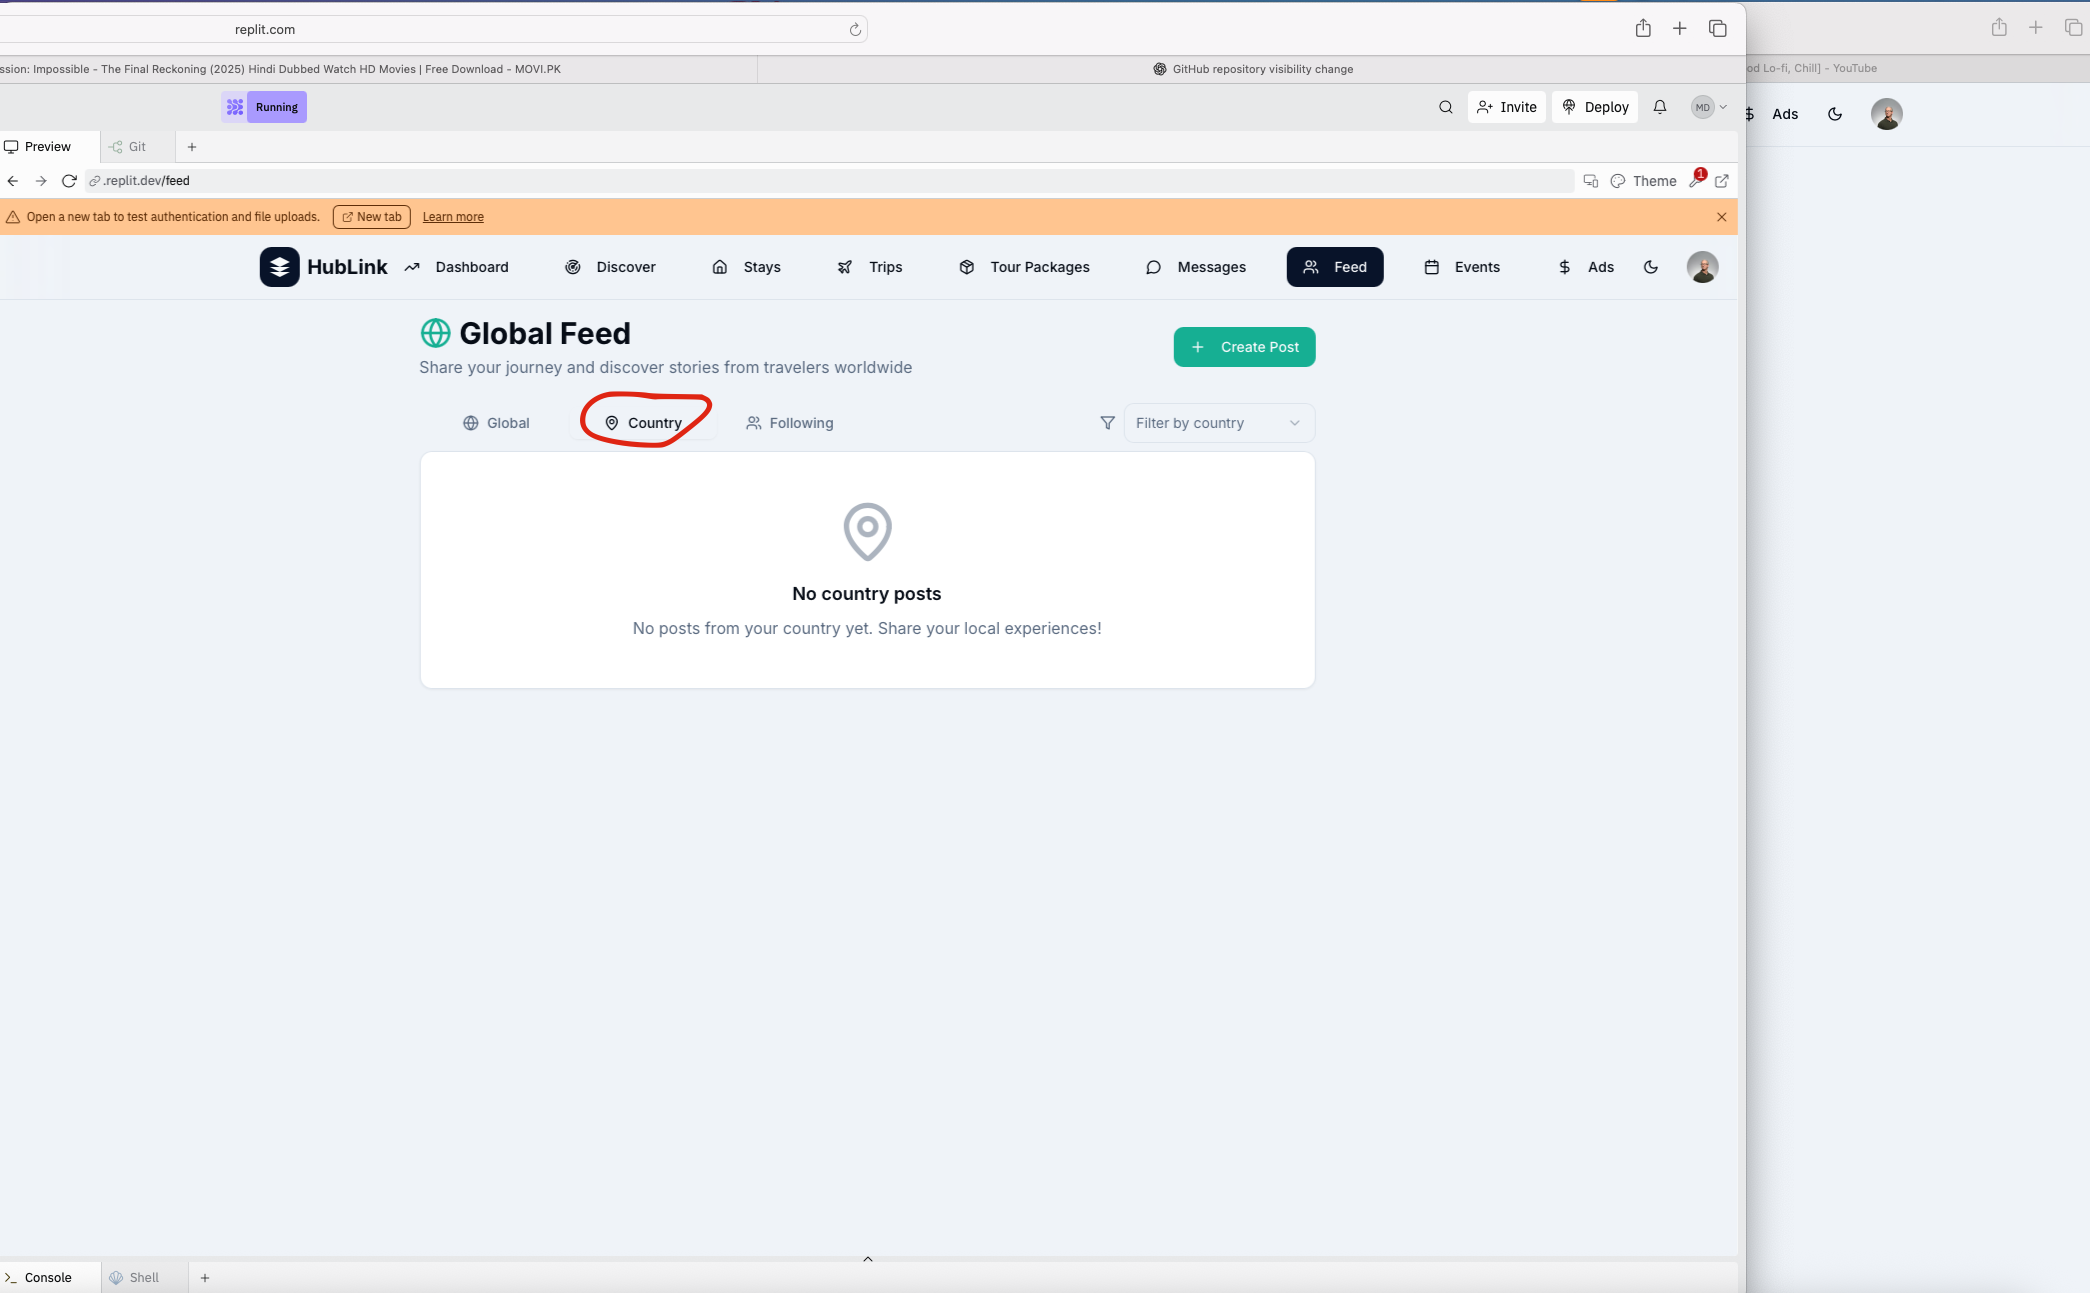 replit.com
ssion: Impossible - The Final Reckoning (2025) Hindi Dubbed Watch HD Movies | Free Download - MOVI.PK
GitHub repository visibility change
od Lo-fi, Chill] - YouTube
Running
Invite
Deploy
MD
Ads
Preview
Git
.replit.dev/feed
Theme
1
Open a new tab to test authentication and file uploads.
New tab
Learn more
HubLink
Dashboard
Discover
Stays
Trips
Tour Packages
Messages
Feed
Events
Ads
Global Feed
Share your journey and discover stories from travelers worldwide
Create Post
Global
Country
Following
Filter by country
No country posts
No posts from your country yet. Share your local experiences!
Console
Shell